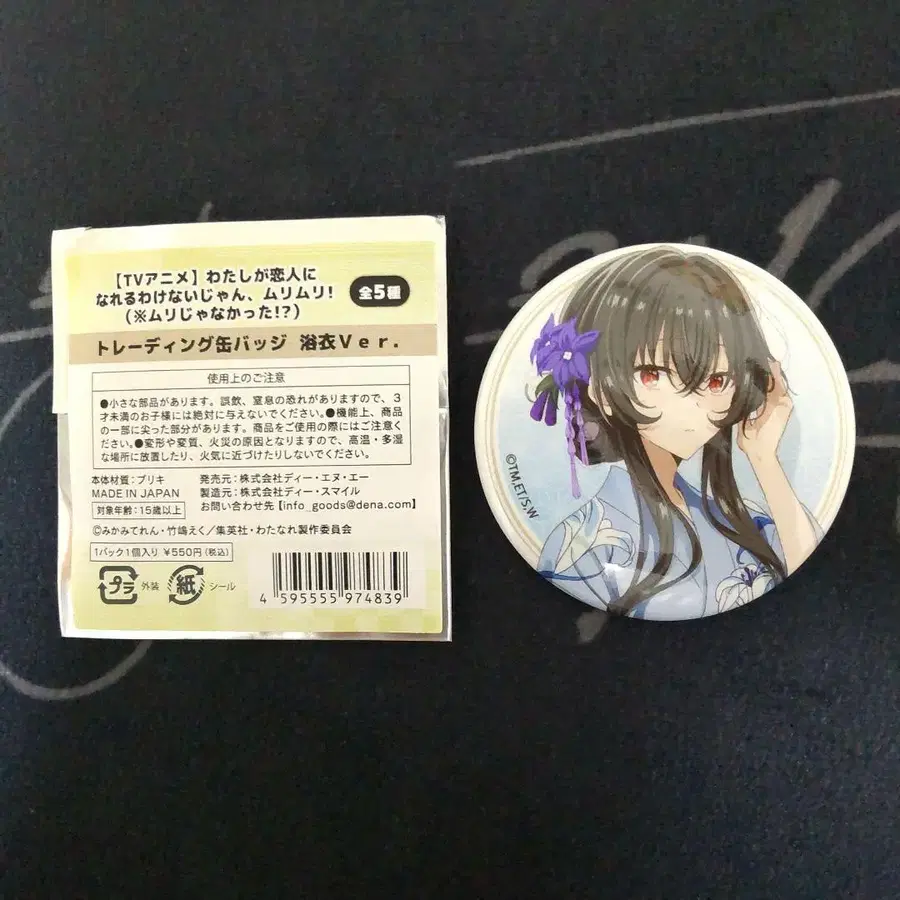 【TVアニメ】わたしが恋人に
なれるわけないじゃん、ムリムリ!
(※ムリじゃなかった!?)
全5種
トレーディング缶バッジ 浴衣Ver.
使用上のご注意
●小さな部品があります。誤飲、窒息の恐れがありますので、3
才未満のお子様には絶対に与えないでください。●機能上、商品
の一部に尖った部分があります。商品をご使用の際にはご注意くだ
さい。●変形や変質、火災の原因となりますので、高温・多湿
な場所に放置したり、火気に近づけたりしないでください。
本体材質：ブリキ
MADE IN JAPAN
対象年齢：15歳以上
発売元：株式会社ディー・エヌ・エー
製造元：株式会社ディー・スマイル
お問い合わせ先【info_goods@dena.com】
©みかみてれん・竹嶋えく／集英社・わたなれ製作委員会
1パック1個入り ¥550円(税込)
プラ
外装
紙
シール
4 595555 974839
©TM,ET/S,W